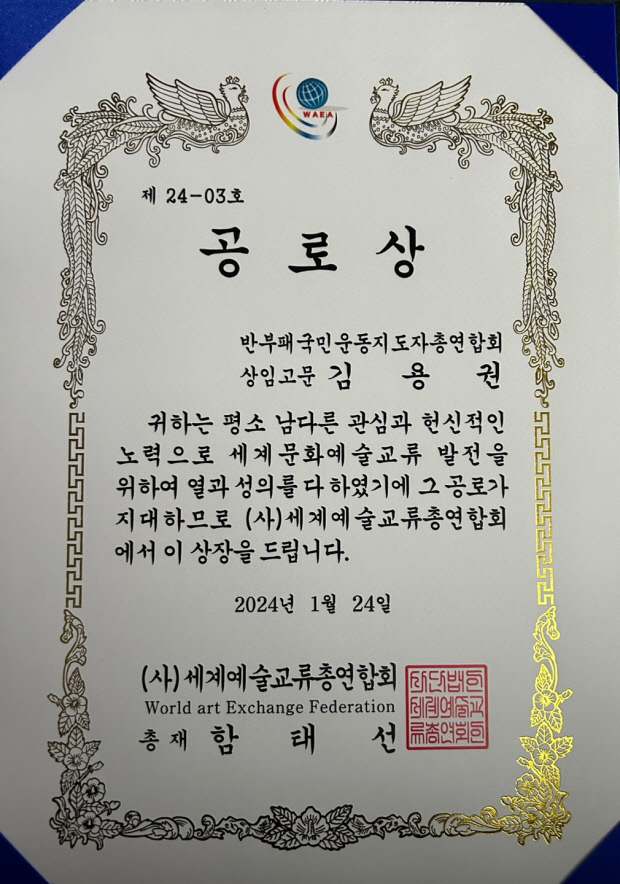 WAEA
제 24-03호
공로상
반부패국민운동지도자총연합회
상임고문 김용권
귀하는 평소 남다른 관심과 헌신적인
노력으로 세계문화예술교류 발전을
위하여 열과 성의를 다 하였기에 그 공로가
지대하므로 (사)세계예술교류총연합회
에서 이 상장을 드립니다.
2024년 1월 24일
(사)세계예술교류총연합회
World art Exchange Federation
총재 함태선